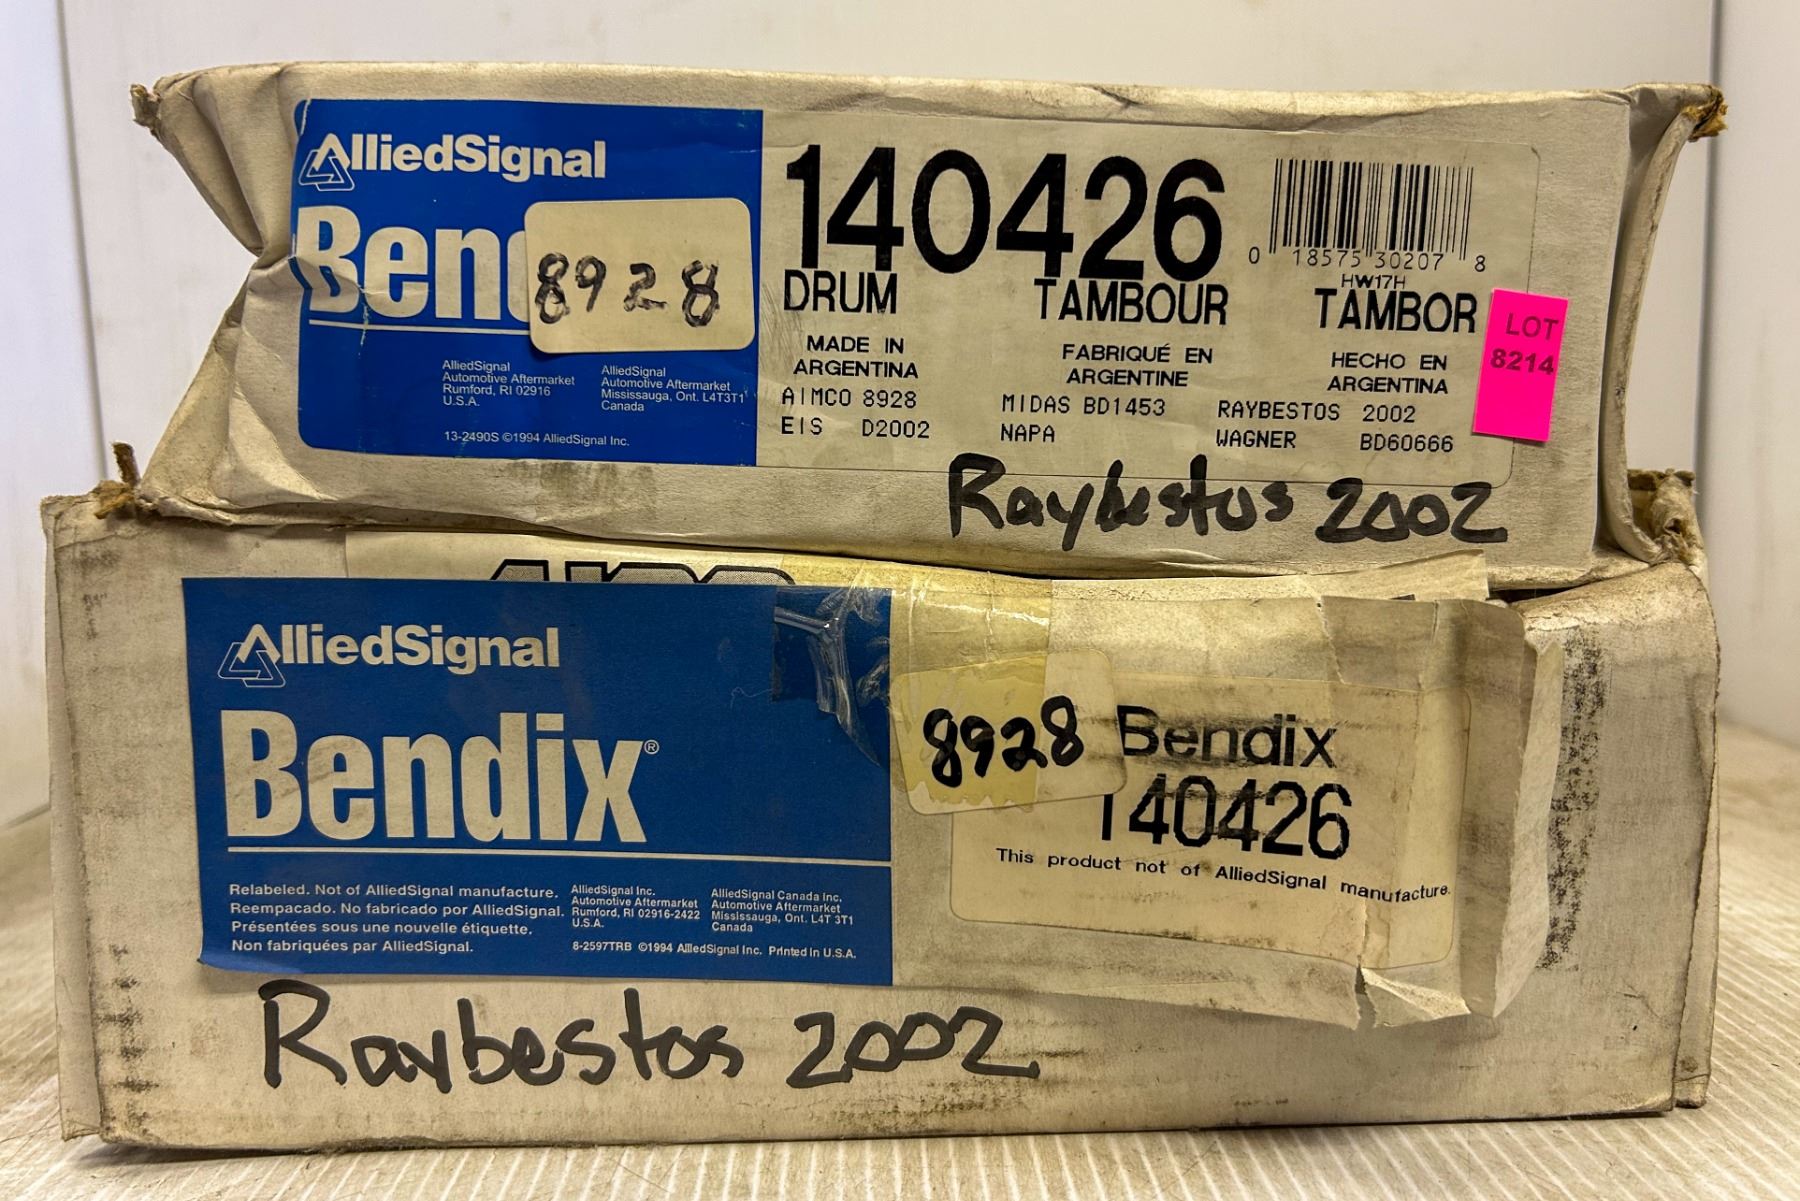 AlliedSignal
Bend
8928
AlliedSignal
Automotive Aftermarket
Rumford, RI 02916
U.S.A.
AlliedSignal
Automotive Aftermarket
Mississauga, Ont. L4T3T1
Canada
13-2490S ©1994 AlliedSignal Inc.
140426
0 18575 30207 8
HW17H
DRUM TAMBOUR TAMBOR
MADE IN ARGENTINA
FABRIQUÉ EN ARGENTINE
HECHO EN ARGENTINA
AIMCO 8928 MIDAS BD1453 RAYBESTOS 2002
EIS D2002 NAPA WAGNER BD60666
LOT
8214
Raybestos 2002
AlliedSignal
Bendix®
Relabeled. Not of AlliedSignal manufacture.
Reempacado. No fabricado por AlliedSignal.
Présentées sous une nouvelle étiquette.
Non fabriquées par AlliedSignal.
AlliedSignal Inc.
Automotive Aftermarket
Rumford, RI 02916-2422
U.S.A.
AlliedSignal Canada Inc.
Automotive Aftermarket
Mississauga, Ont. L4T 3T1
Canada
8-2597TRB ©1994 AlliedSignal Inc. Printed in U.S.A.
8928
Bendix
140426
This product not of AlliedSignal manufacture.
Raybestos 2002